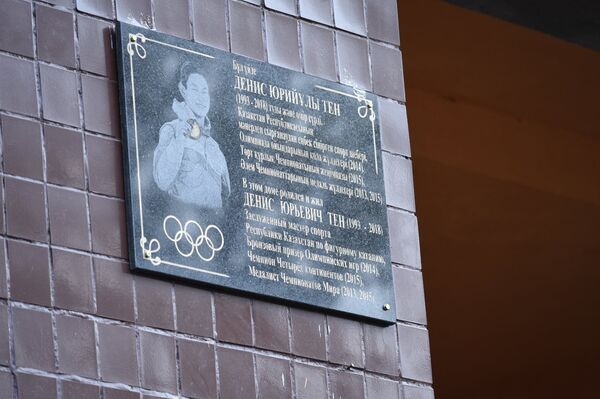 Бұл үйде
ДЕНИС ЮРИЙҰЛЫ ТЕН
(1993 - 2018) туды және өмір сүрді.
Қазақстан Республикасының
мәнерлеп сырғанаудан еңбек сіңірген спорт шебері,
Олимпиада ойындарының қола жүлдегері (2014),
Төрт құрлық Чемпионатының жеңімпазы (2015),
Әлем Чемпионаттарының медаль жүлдегері (2013, 2015)
В этом доме родился и жил
ДЕНИС ЮРЬЕВИЧ ТЕН (1993 - 2018)
Заслуженный мастер спорта
Республики Казахстан по фигурному катанию,
Бронзовый призер Олимпийских игр (2014),
Чемпион Четырех континентов (2015),
Медалист Чемпионатов Мира (2013, 2015)